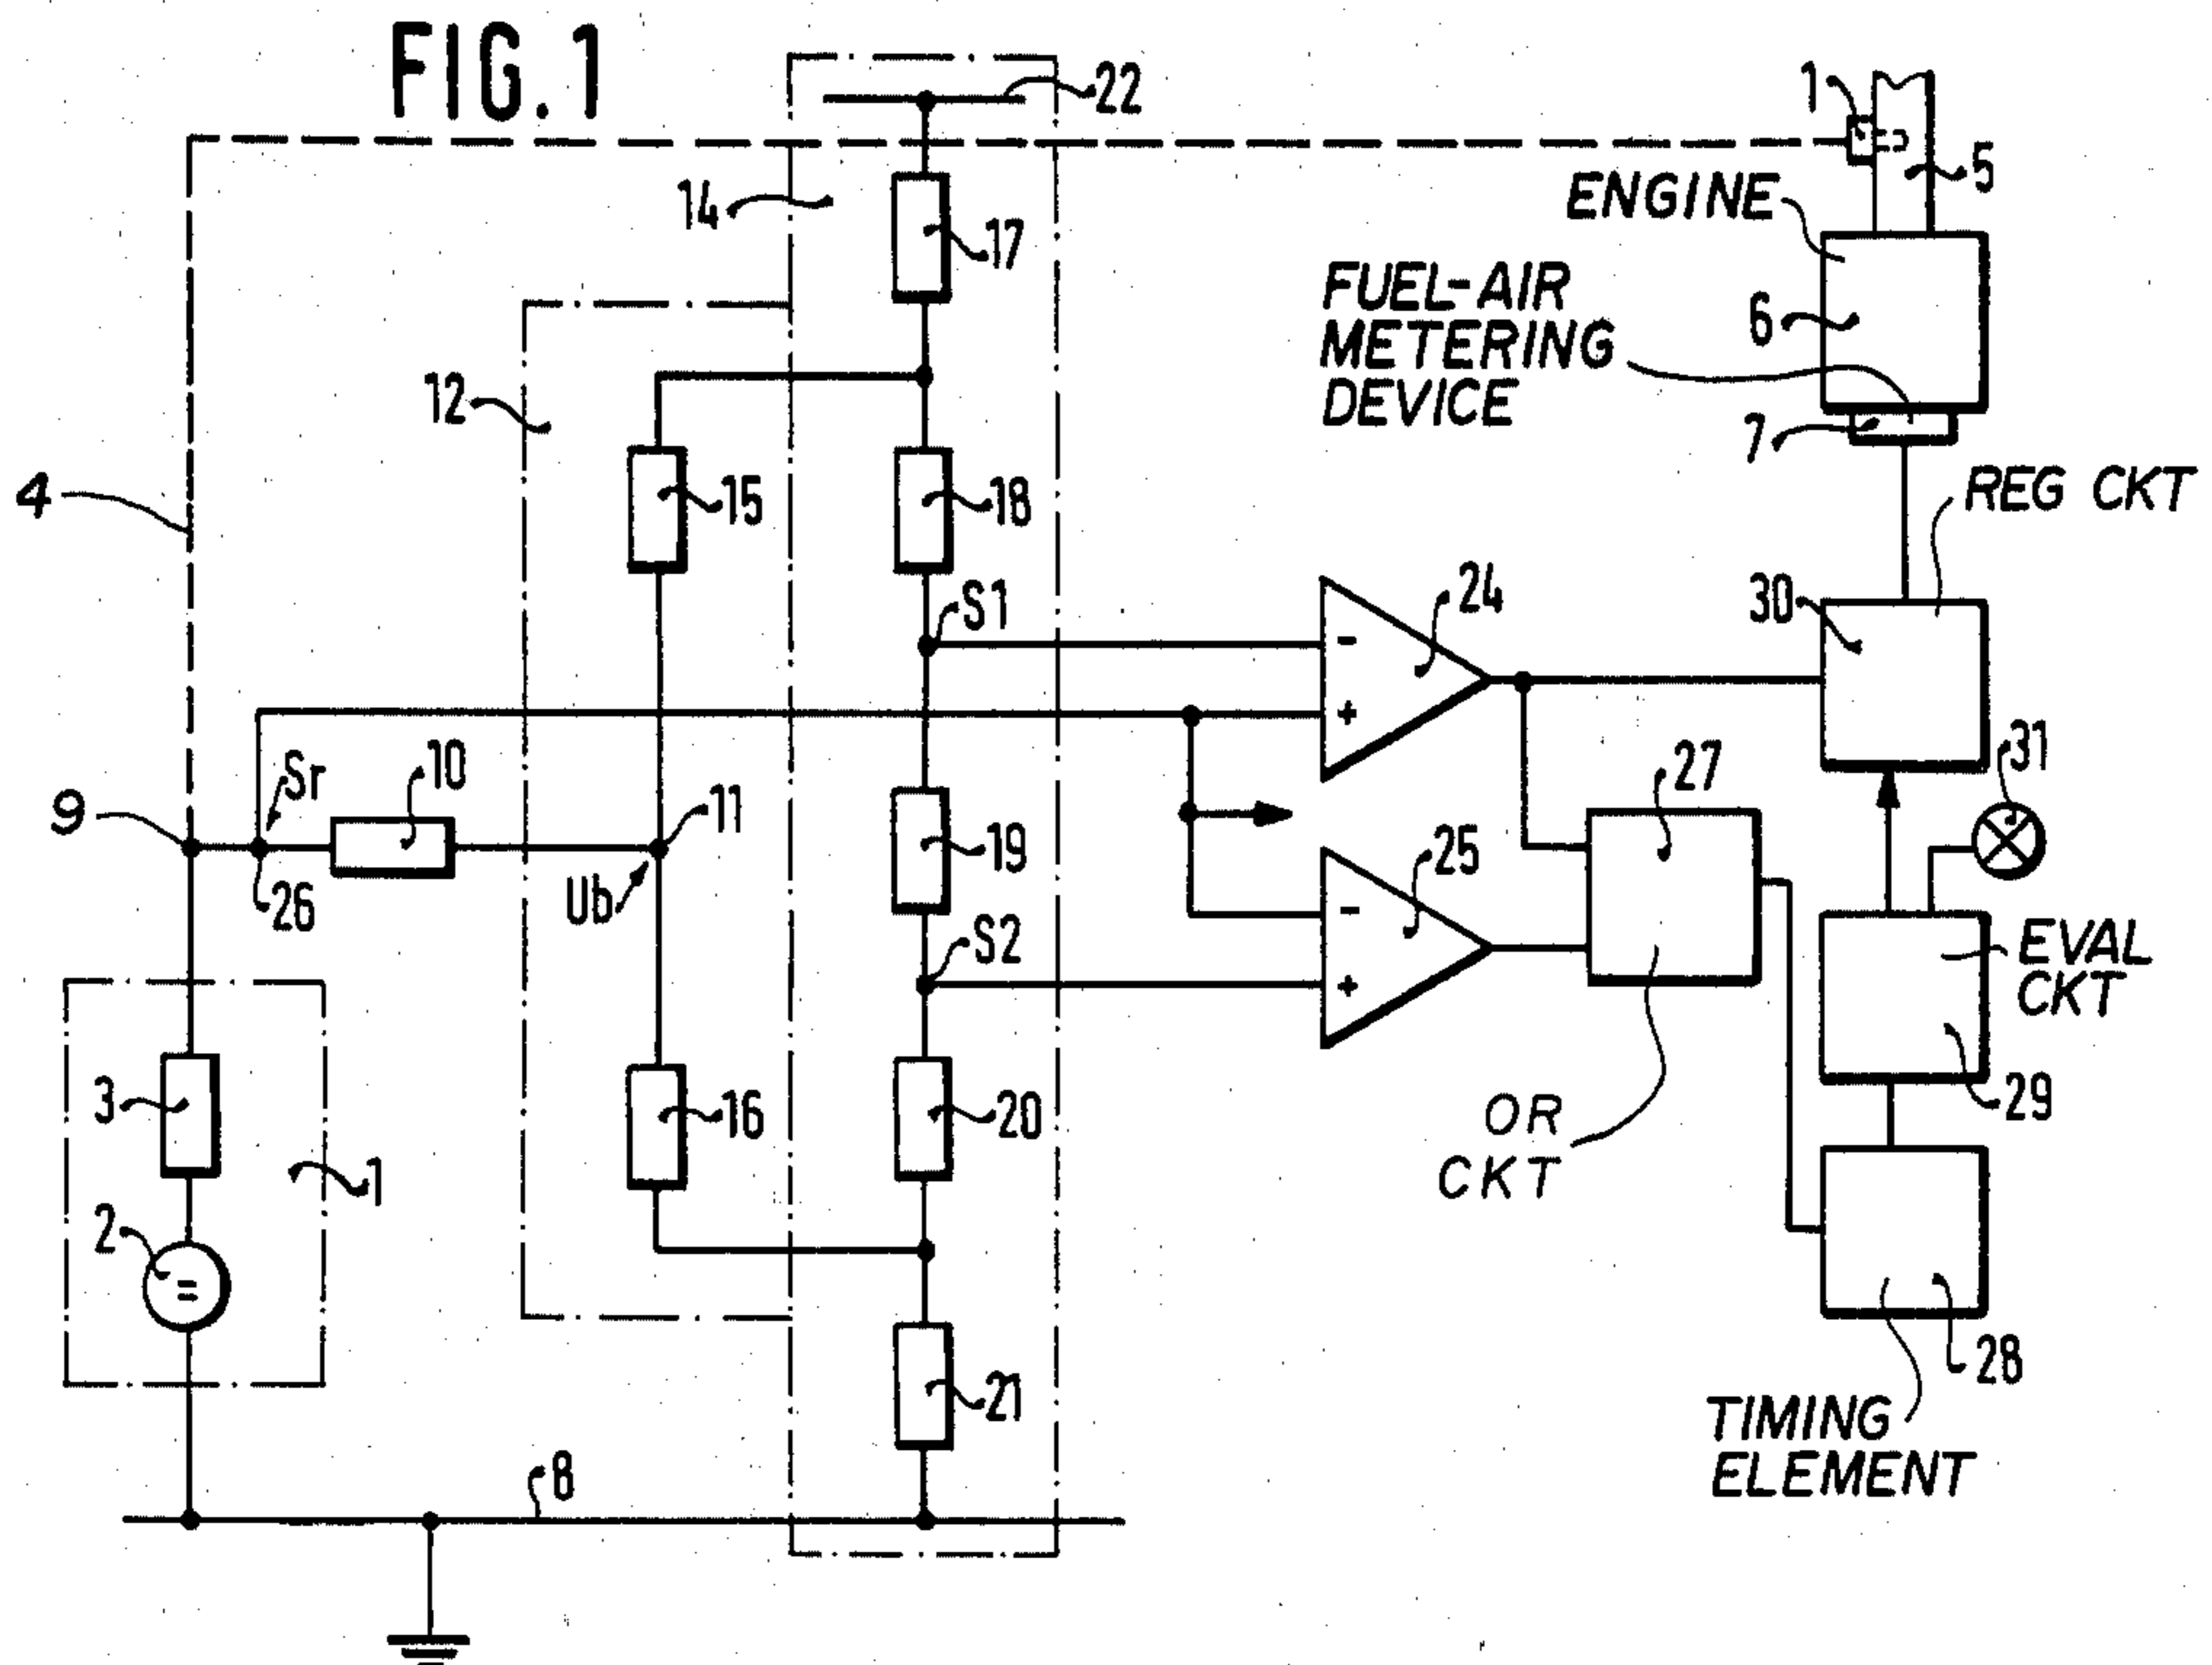 FIG. 1
22
1
5
14
17
ENGINE
6
FUEL-AIR
METERING
DEVICE
12
7
4
15
18
REG CKT
S1
24
30
-
+
Sr
10
27
31
9
11
19
25
26
Ub
-
S2
EVAL
CKT
+
3
16
20
29
OR
CKT
1
2
=
28
21
TIMING
ELEMENT
8